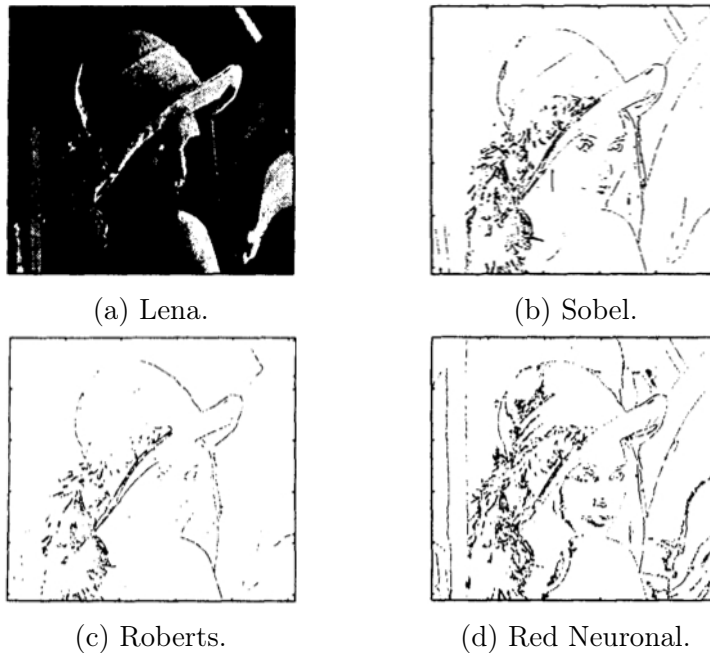 (a) Lena.
(b) Sobel.
(c) Roberts.
(d) Red Neuronal.